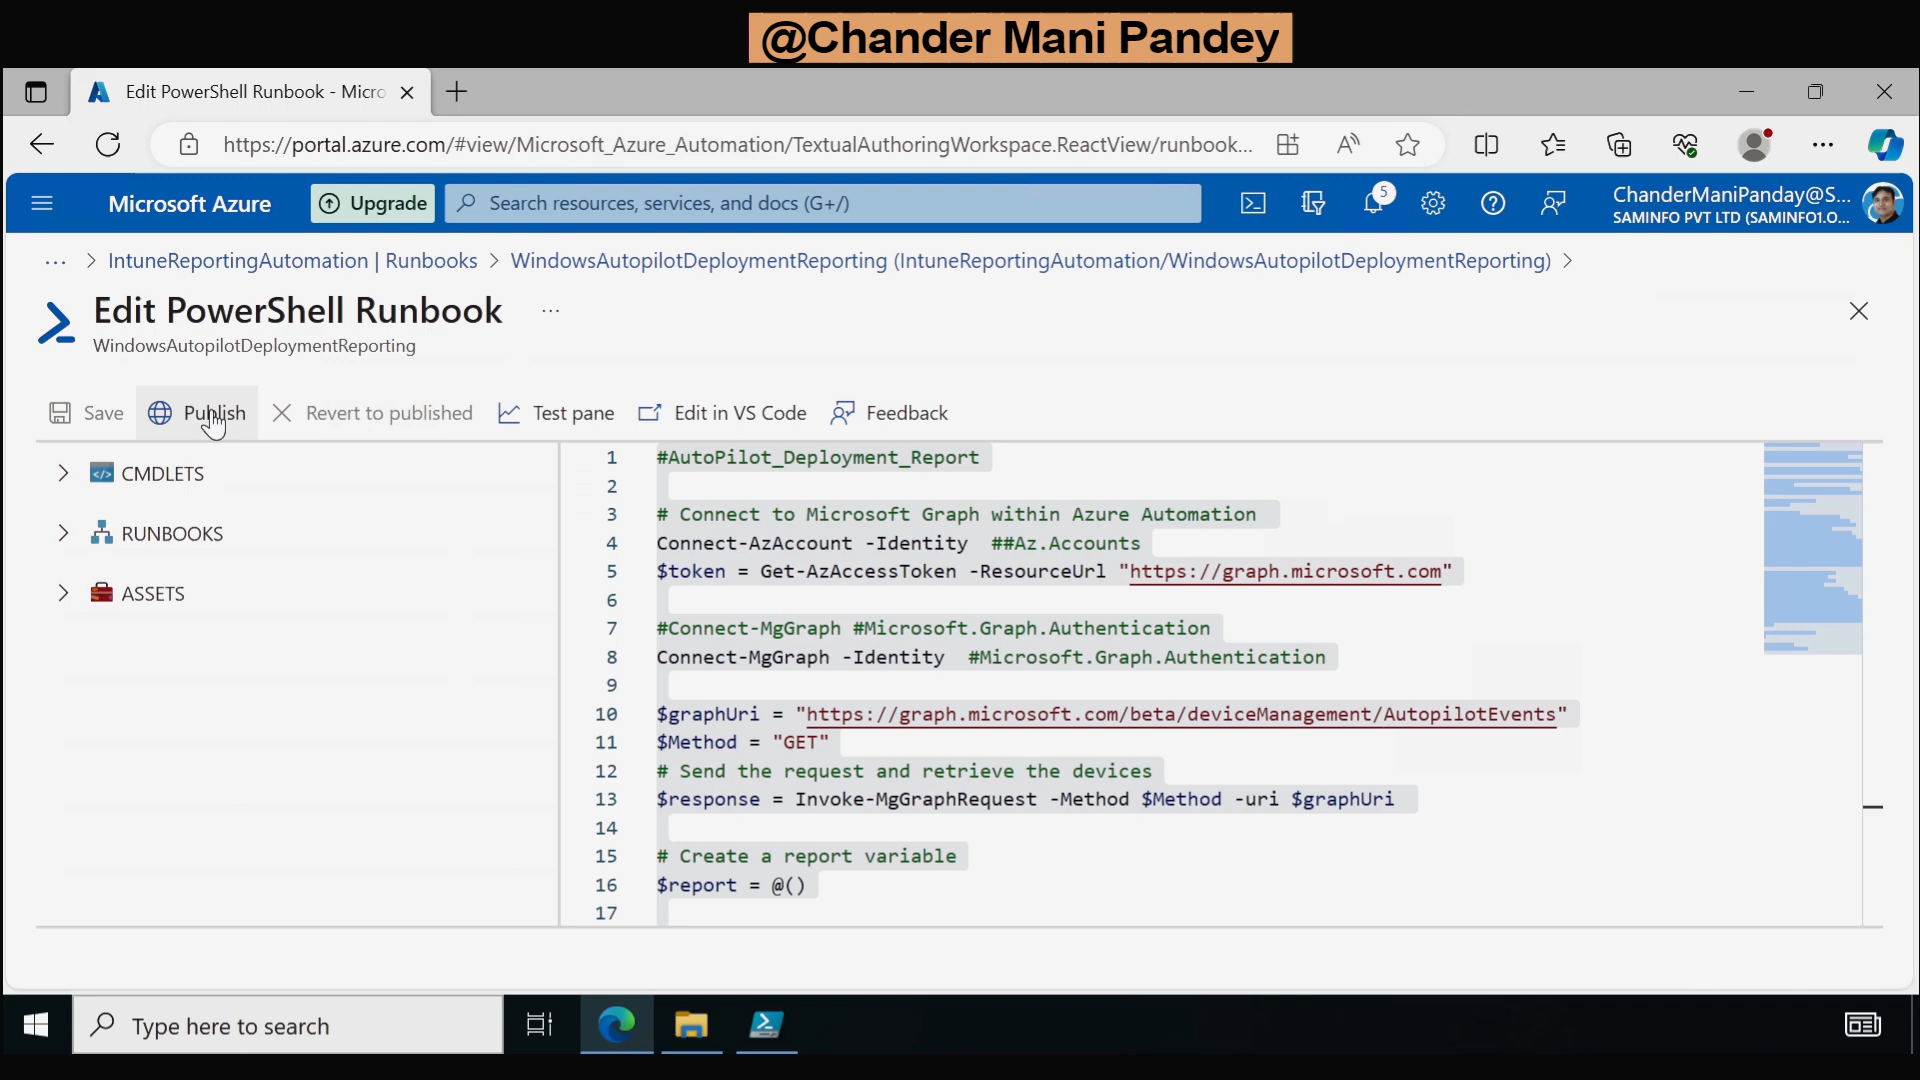 @Chander Mani Pandey
Edit PowerShell Runbook - Micro
https://portal.azure.com/#view/Microsoft_Azure_Automation/TextualAuthoringWorkspace.ReactView/runbook...
Microsoft Azure
Upgrade
Search resources, services, and docs (G+/)
5
ChanderManiPanday@S...
SAMINFO PVT LTD (SAMINFO1.O...
... > IntuneReportingAutomation | Runbooks > WindowsAutopilotDeploymentReporting (IntuneReportingAutomation/WindowsAutopilotDeploymentReporting) >
Edit PowerShell Runbook ...
WindowsAutopilotDeploymentReporting
Save Publish Revert to published Test pane Edit in VS Code Feedback
CMDLETS
RUNBOOKS
ASSETS
1 #AutoPilot_Deployment_Report
2
3 # Connect to Microsoft Graph within Azure Automation
4 Connect-AzAccount -Identity  ##Az.Accounts
5 $token = Get-AzAccessToken -ResourceUrl "https://graph.microsoft.com"
6
7 #Connect-MgGraph #Microsoft.Graph.Authentication
8 Connect-MgGraph -Identity  #Microsoft.Graph.Authentication
9
10 $graphUri = "https://graph.microsoft.com/beta/deviceManagement/AutopilotEvents"
11 $Method = "GET"
12 # Send the request and retrieve the devices
13 $response = Invoke-MgGraphRequest -Method $Method -uri $graphUri
14
15 # Create a report variable
16 $report = @()
17
Type here to search